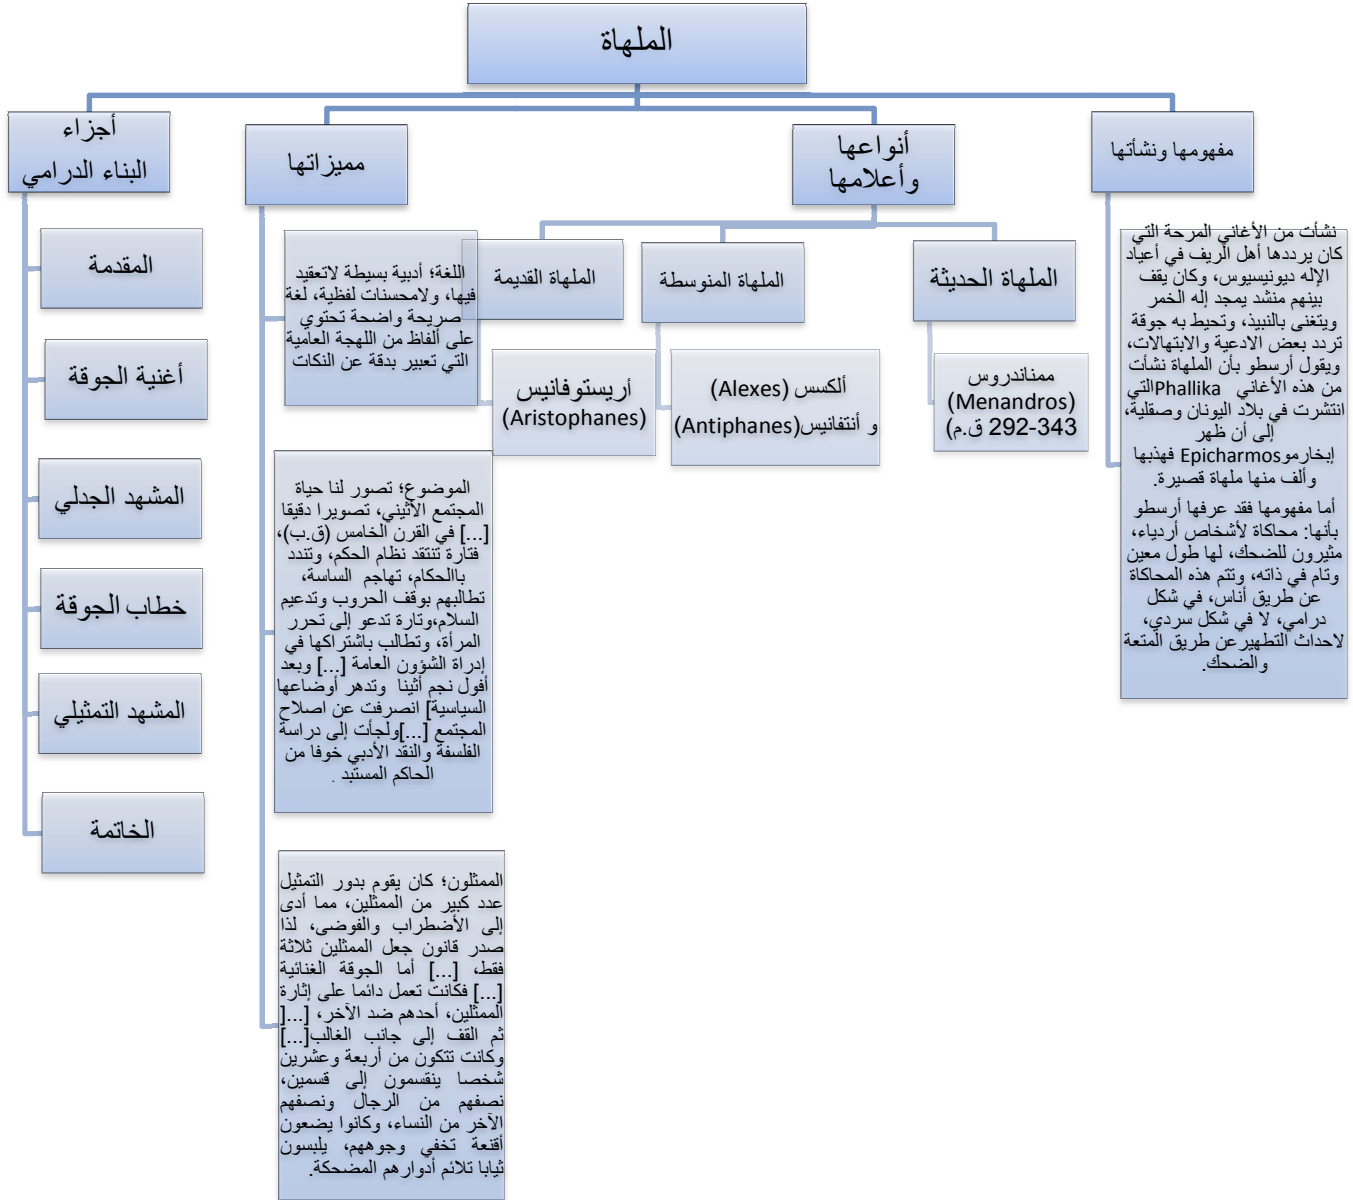 الملهاة
مفهومها ونشأتها
نشأت من الأغاني المرحة التي
كان يرددها أهل الريف في أعياد
الإله ديونيسيوس، وكان يقف
بينهم منشد يمجد إله الخمر
ويتغنى بالنبيذ، وتحيط به جوقة
تردد بعض الادعية والابتهالات،
ويقول أرسطو بأن الملهاة نشأت
من هذه الأغاني Phallikaالتي
انتشرت في بلاد اليونان وصقلية،
إلى أن ظهر
إبخارموEpicharmos فهذبها
وألف منها ملهاة قصيرة.
أما مفهومها فقد عرفها أرسطو
بأنها: محاكاة لأشخاص أردياء،
مثيرون للضحك، لها طول معين
وتام في ذاته، وتتم هذه المحاكاة
عن طريق أناس، في شكل
درامي، لا في شكل سردي،
لاحداث التطهيرعن طريق المتعة
والضحك.
أنواعها
وأعلامها
الملهاة الحديثة
ممناندروس
(Menandros)
292-343 ق.م)
الملهاة المتوسطة
ألكسس (Alexes)
و أنتفانيس(Antiphanes)
الملهاة القديمة
أريستوفانيس
(Aristophanes)
مميزاتها
اللغة؛ أدبية بسيطة لاتعقيد
فيها، ولامحسنات لفظية، لغة
صريحة واضحة تحتوي
على ألفاظ من اللهجة العامية
التي تعبير بدقة عن النكات
الموضوع؛ تصور لنا حياة
المجتمع الأثيني، تصويرا دقيقا
[...] في القرن الخامس (ق.ب)،
فتارة تنتقد نظام الحكم، وتندد
باالحكام، تهاجم الساسة،
تطالبهم بوقف الحروب وتدعيم
السلام،وتارة تدعو إلى تحرر
المرأة، وتطالب باشتراكها في
إدراة الشؤون العامة [...] وبعد
أفول نجم أثينا وتدهر أوضاعها
السياسية] انصرفت عن اصلاح
المجتمع [...]ولجأت إلى دراسة
الفلسفة والنقد الأدبي خوفا من
الحاكم المستبد .
الممثلون؛ كان يقوم بدور التمثيل
عدد كبير من الممثلين، مما أدى
إلى الأضطراب والفوضى، لذا
صدر قانون جعل الممثلين ثلاثة
فقط، [...] أما الجوقة الغنائية
[...] فكانت تعمل دائما على إثارة
الممثلين، أحدهم ضد الآخر، [...[
ثم القف إلى جانب الغالب[...]
وكانت تتكون من أربعة وعشرين
شخصا ينقسمون إلى قسمين،
نصفهم من الرجال ونصفهم
الآخر من النساء، وكانوا يضعون
أقنعة تخفي وجوههم، يلبسون
ثيابا تلائم أدوارهم المضحكة.
أجزاء
البناء الدرامي
المقدمة
أغنية الجوقة
المشهد الجدلي
خطاب الجوقة
المشهد التمثيلي
الخاتمة